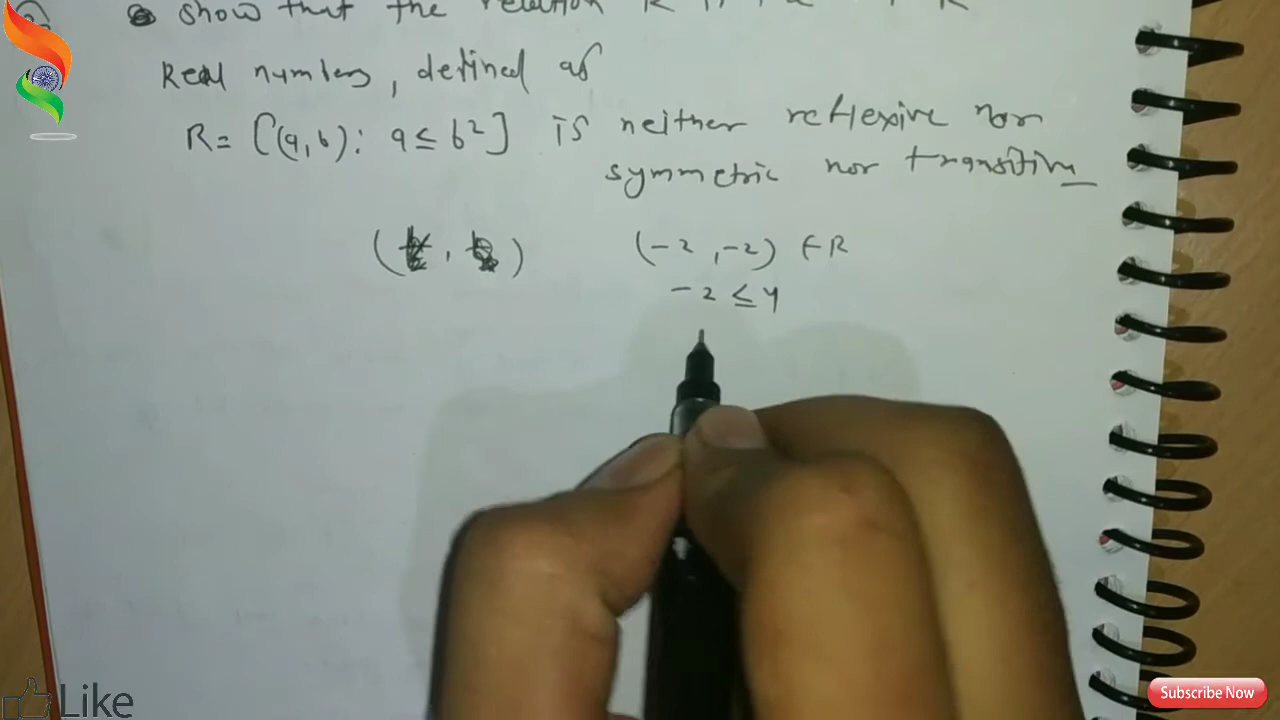 show that the relation R
Real numbers, defined as
R = [(a,b): a ≤ b²] is neither reflexive nor
symmetric nor transitive
( , ) (-2, -2) ∈ R
-2 ≤ 4
Like
Subscribe Now